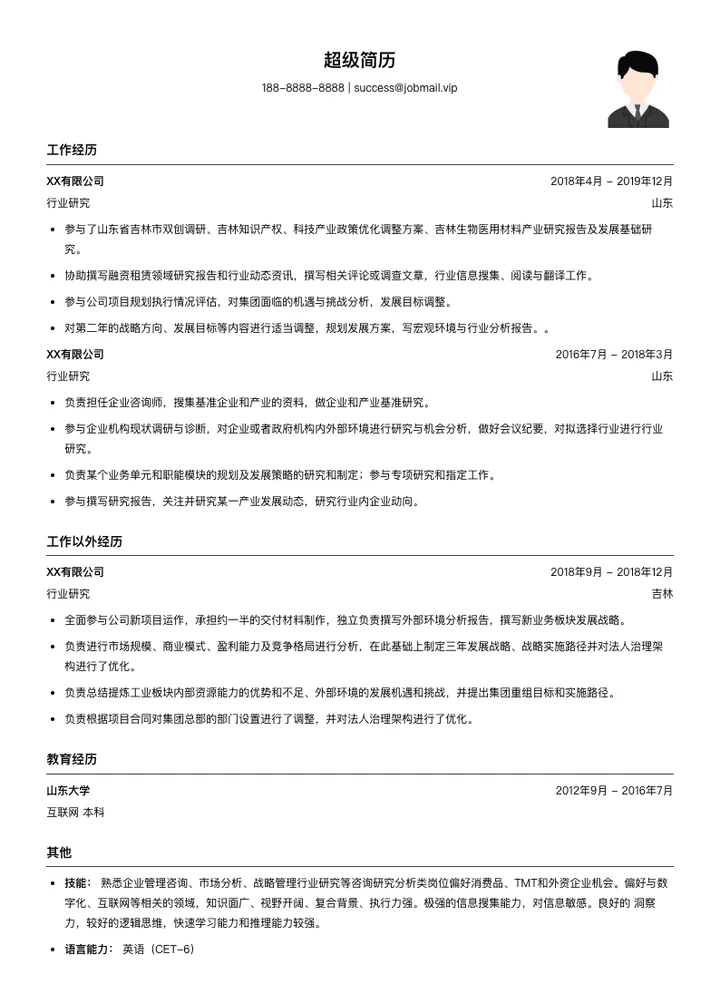 超级简历
188-8888-8888 | success@jobmail.vip
工作经历
XX有限公司 2018年4月 – 2019年12月
行业研究 山东
• 参与了山东省吉林市双创调研、吉林知识产权、科技产业政策优化调整方案、吉林生物医用材料产业研究报告及发展基础研
究。
• 协助撰写融资租赁领域研究报告和行业动态资讯，撰写相关评论或调查文章，行业信息搜集、阅读与翻译工作。
• 参与公司项目规划执行情况评估，对集团面临的机遇与挑战分析，发展目标调整。
• 对第二年的战略方向、发展目标等内容进行适当调整，规划发展方案，写宏观环境与行业分析报告。。
XX有限公司 2016年7月 – 2018年3月
行业研究 山东
• 负责担任企业咨询师，搜集基准企业和产业的资料，做企业和产业基准研究。
• 参与企业机构现状调研与诊断，对企业或者政府机构内外部环境进行研究与机会分析，做好会议纪要，对拟选择行业进行行业
研究。
• 负责某个业务单元和职能模块的规划及发展策略的研究和制定；参与专项研究和指定工作。
• 参与撰写研究报告，关注并研究某一产业发展动态，研究行业内企业动向。
工作以外经历
XX有限公司 2018年9月 – 2018年12月
行业研究 吉林
• 全面参与公司新项目运作，承担约一半的交付材料制作，独立负责撰写外部环境分析报告，撰写新业务板块发展战略。
• 负责进行市场规模、商业模式、盈利能力及竞争格局进行分析，在此基础上制定三年发展战略、战略实施路径并对法人治理架
构进行了优化。
• 负责总结提炼工业板块内部资源能力的优势和不足、外部环境的发展机遇和挑战，并提出集团重组目标和实施路径。
• 负责根据项目合同对集团总部的部门设置进行了调整，并对法人治理架构进行了优化。
教育经历
山东大学 2012年9月 – 2016年7月
互联网 本科
其他
• 技能： 熟悉企业管理咨询、市场分析、战略管理行业研究等咨询研究分析类岗位偏好消费品、TMT和外资企业机会。偏好与数
字化、互联网等相关的领域，知识面广、视野开阔、复合背景、执行力强。极强的信息搜集能力，对信息敏感。良好的 洞察
力，较好的逻辑思维，快速学习能力和推理能力较强。
• 语言能力： 英语（CET-6）